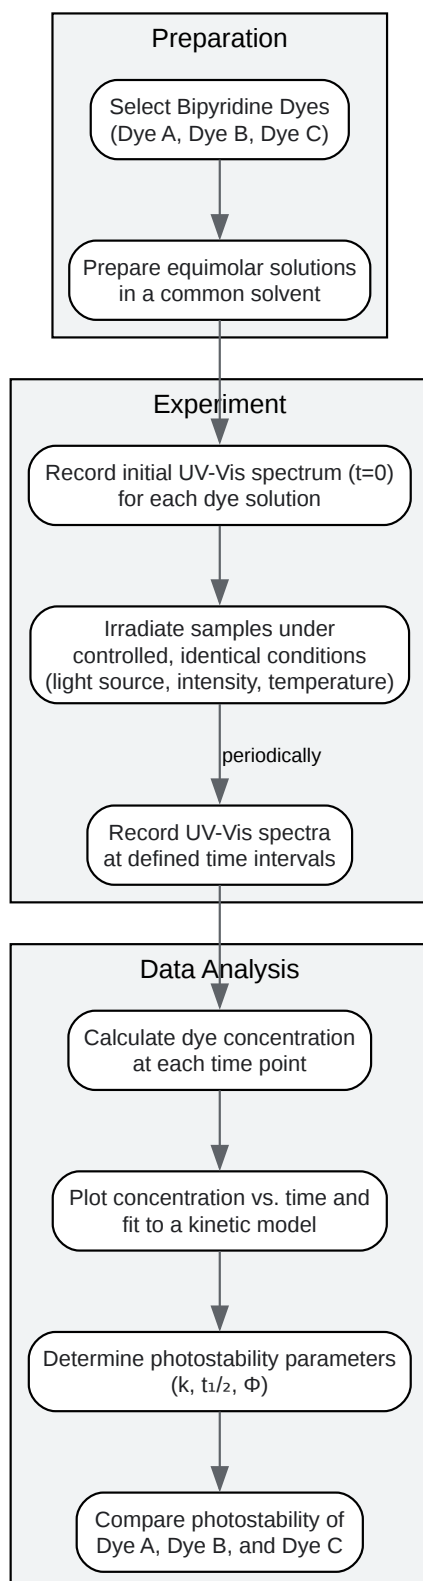 Preparation
Select Bipyridine Dyes
(Dye A, Dye B, Dye C)
Prepare equimolar solutions
in a common solvent
Experiment
Record initial UV-Vis spectrum (t=0)
for each dye solution
Irradiate samples under
controlled, identical conditions
(light source, intensity, temperature)
periodically
Record UV-Vis spectra
at defined time intervals
Data Analysis
Calculate dye concentration
at each time point
Plot concentration vs. time and
fit to a kinetic model
Determine photostability parameters
(k, t₁/₂, Φ)
Compare photostability of
Dye A, Dye B, and Dye C